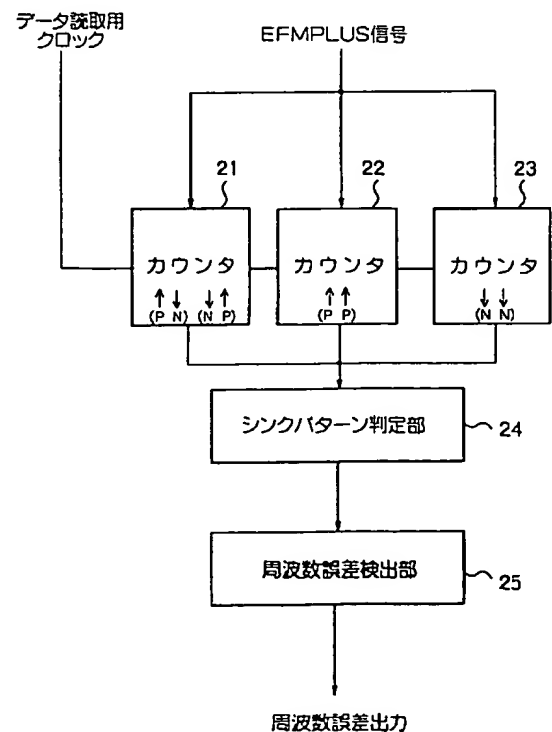 データ読取用
クロック
EFMPLUS信号
21
22
23
カウンタ
カウンタ
カウンタ
↑ ↓ ↓ ↑
(P N) (N P)
↑ ↑
(P P)
↓ ↓
(N N)
シンクパターン判定部
24
周波数誤差検出部
25
周波数誤差出力